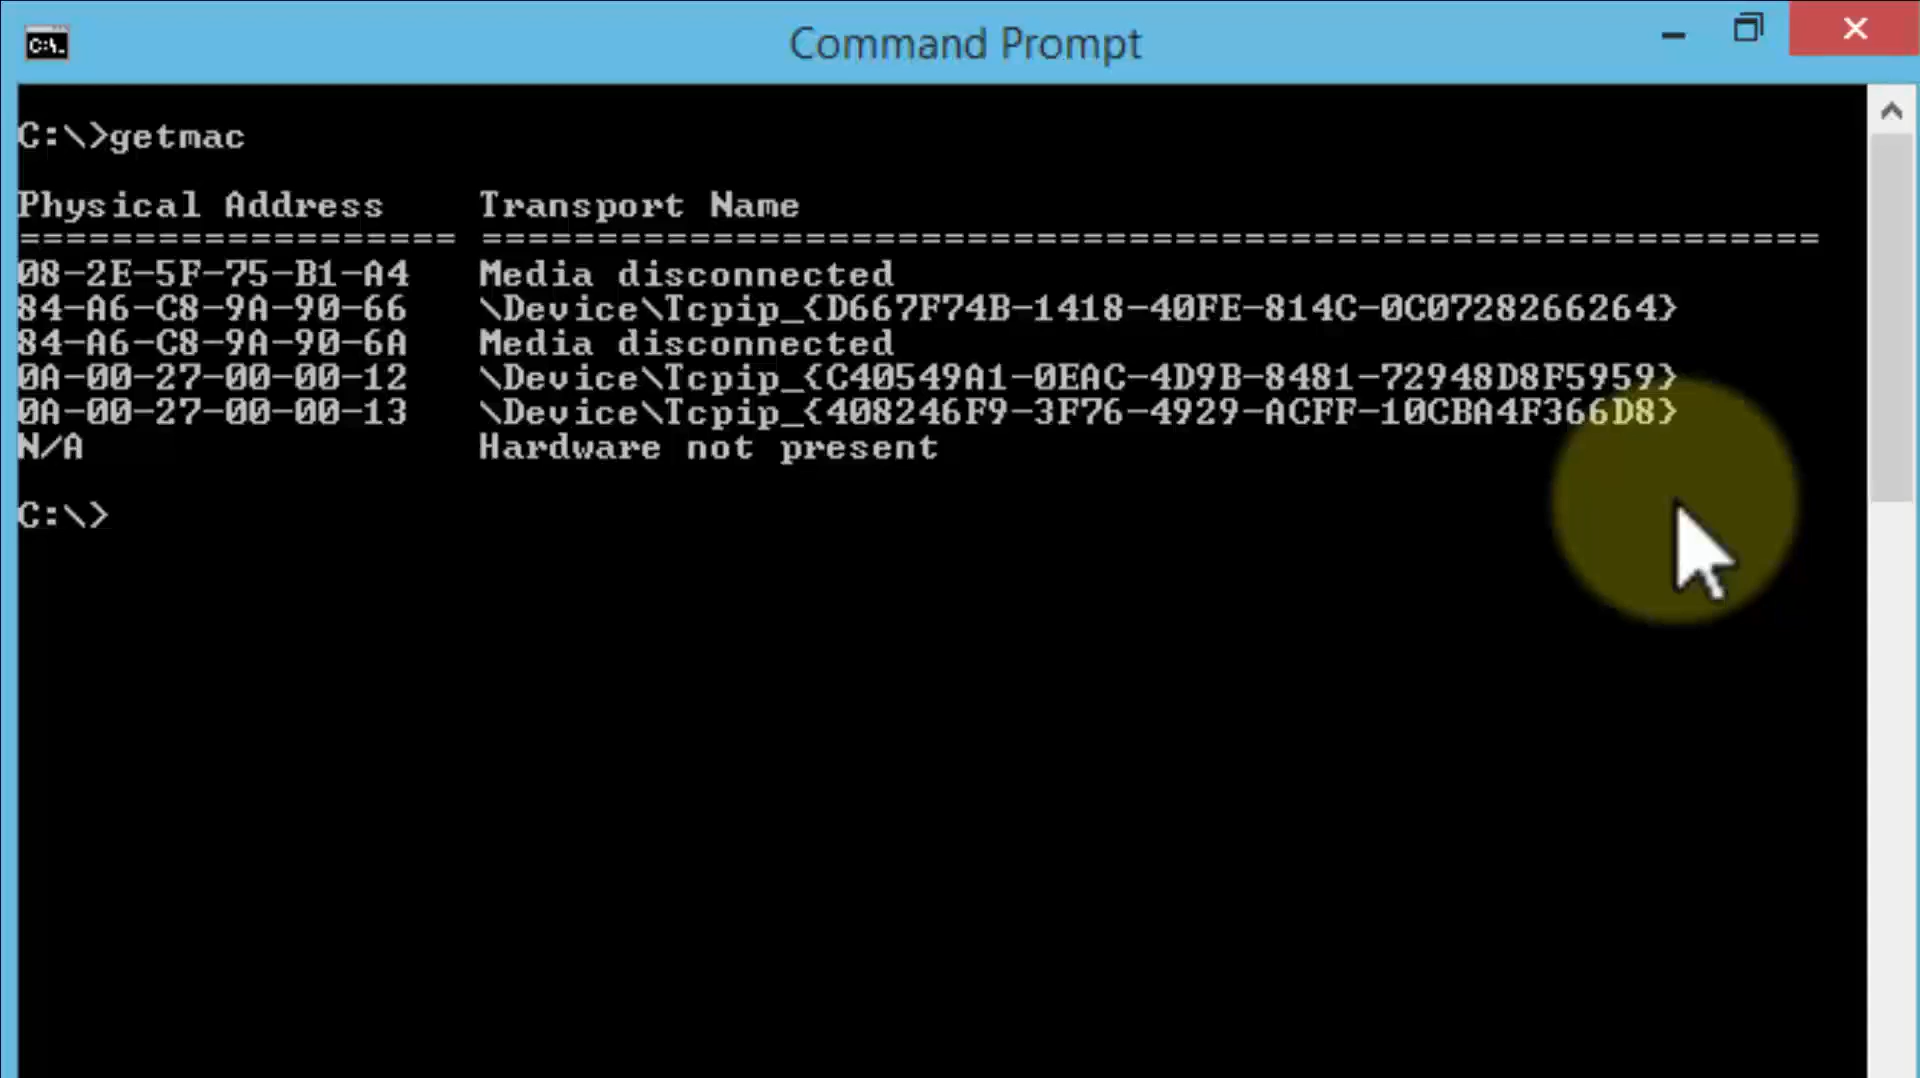 Command Prompt
C:\>getmac
Physical Address    Transport Name
=================== ==========================================================
08-2E-5F-75-B1-A4   Media disconnected
84-A6-C8-9A-90-66   \Device\Tcpip_{D667F74B-1418-40FE-814C-0C0728266264}
84-A6-C8-9A-90-6A   Media disconnected
0A-00-27-00-00-12   \Device\Tcpip_{C40549A1-0EAC-4D9B-8481-72948D8F5959}
0A-00-27-00-00-13   \Device\Tcpip_{408246F9-3F76-4929-ACFF-10CBA4F366D8}
N/A                 Hardware not present
C:\>